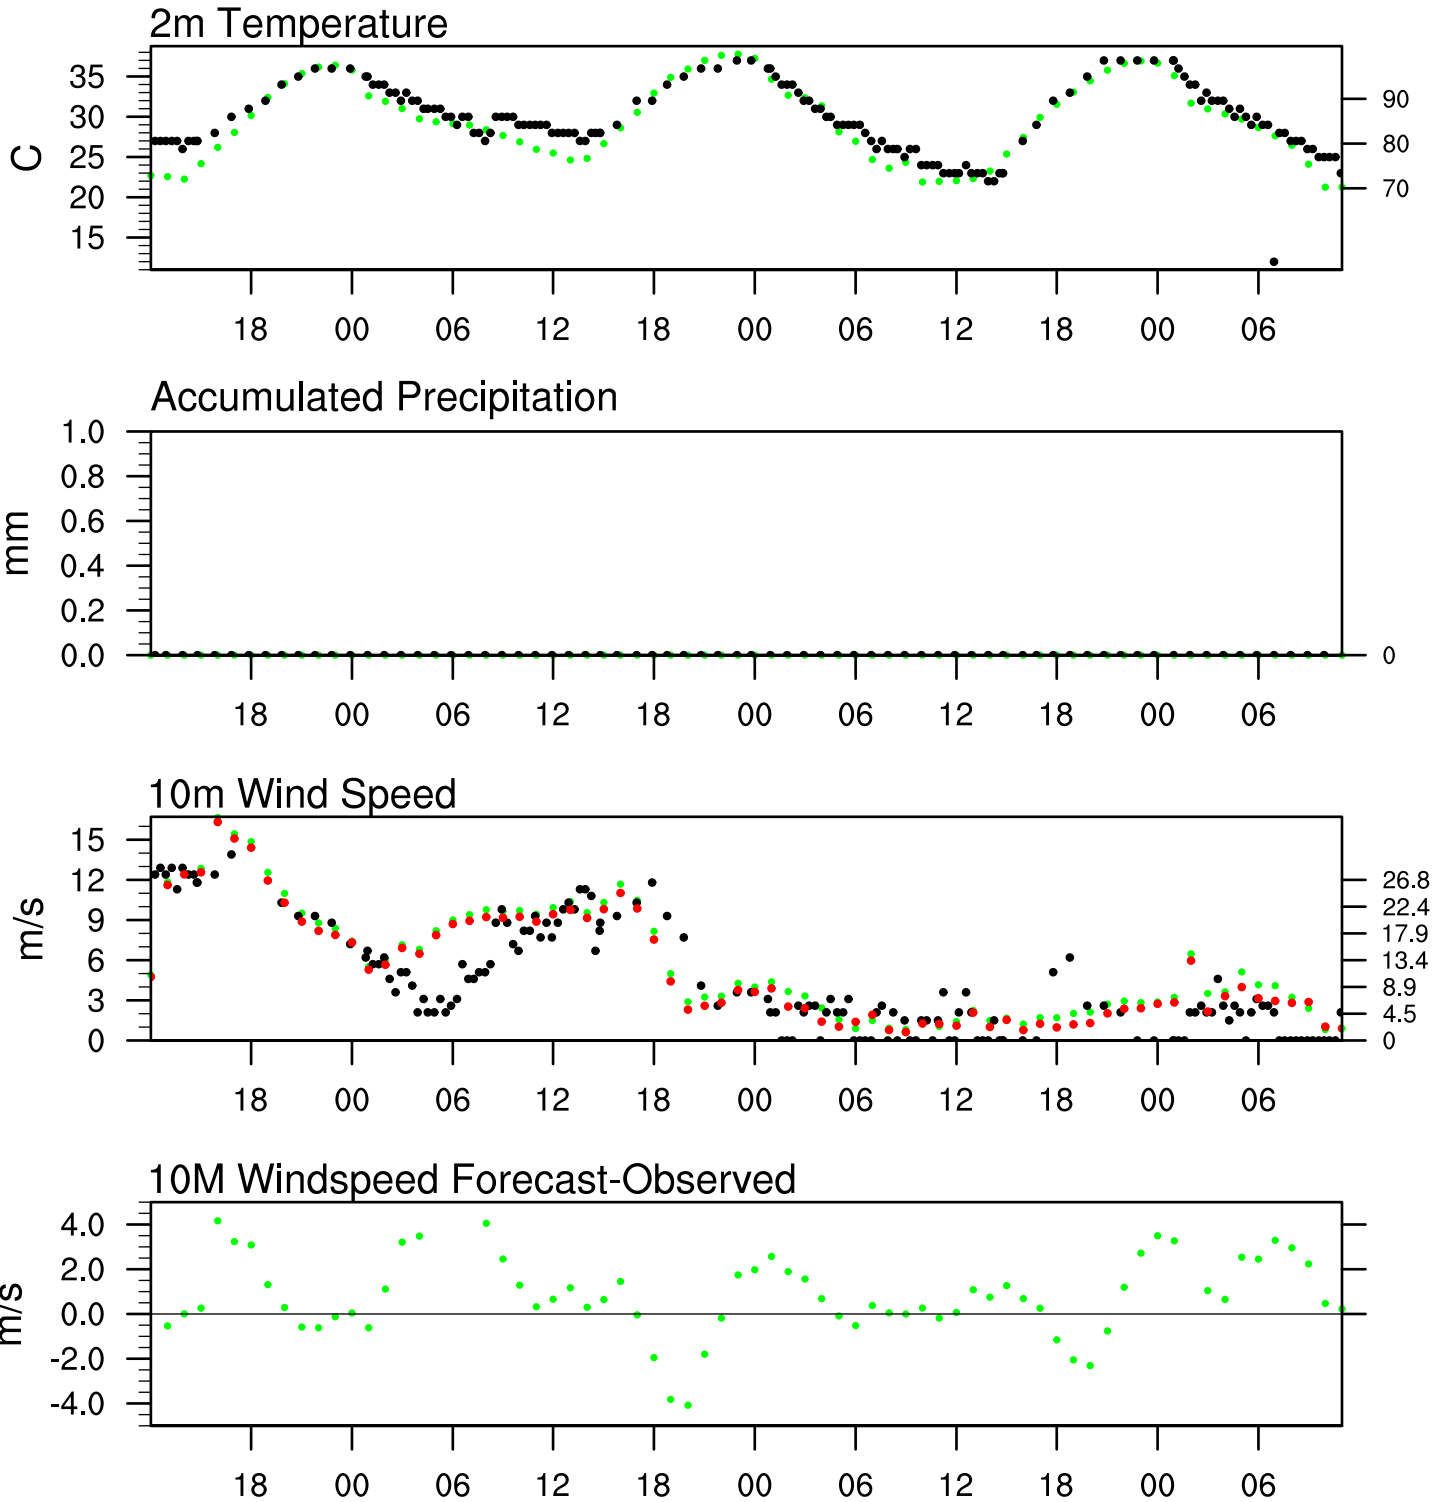 2m Temperature
C
35
30
25
20
15
90
80
70
18 00 06 12 18 00 06 12 18 00 06
Accumulated Precipitation
mm
1.0
0.8
0.6
0.4
0.2
0.0
0
18 00 06 12 18 00 06 12 18 00 06
10m Wind Speed
m/s
15
12
9
6
3
0
26.8
22.4
17.9
13.4
8.9
4.5
0
18 00 06 12 18 00 06 12 18 00 06
10M Windspeed Forecast-Observed
m/s
4.0
2.0
0.0
-2.0
-4.0
18 00 06 12 18 00 06 12 18 00 06